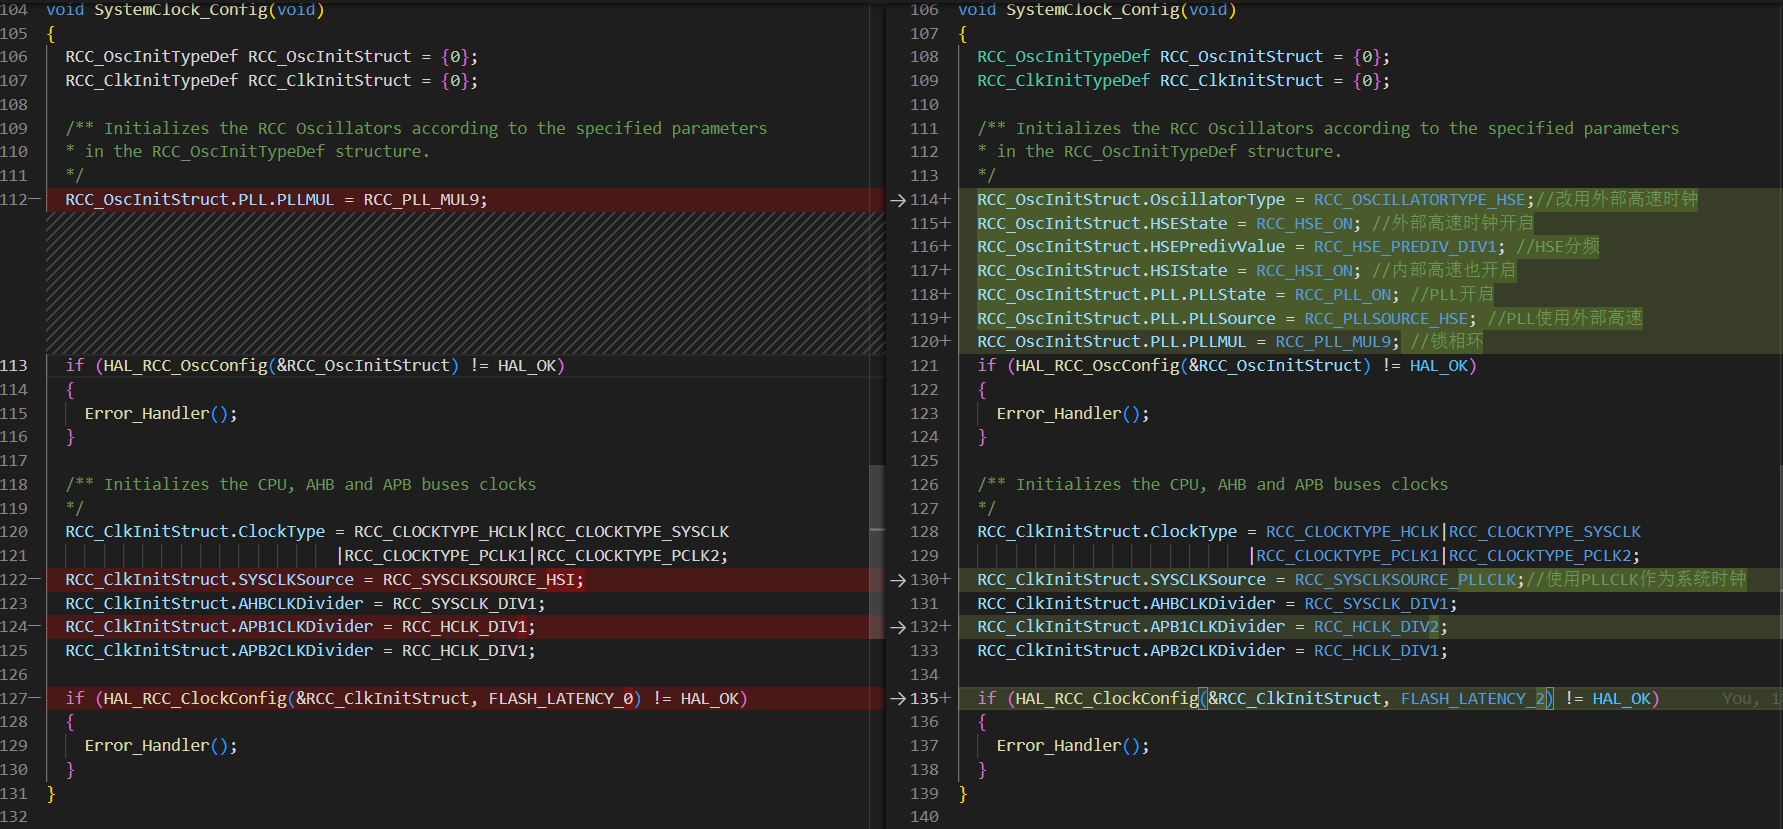 104 void SystemClock_Config(void)
105 {
106 RCC_OscInitTypeDef RCC_OscInitStruct = {0};
107 RCC_ClkInitTypeDef RCC_ClkInitStruct = {0};
108
109 /** Initializes the RCC Oscillators according to the specified parameters
110 * in the RCC_OscInitTypeDef structure.
111 */
112— RCC_OscInitStruct.PLL.PLLMUL = RCC_PLL_MUL9;
113 if (HAL_RCC_OscConfig(&RCC_OscInitStruct) != HAL_OK)
114 {
115 Error_Handler();
116 }
117
118 /** Initializes the CPU, AHB and APB buses clocks
119 */
120 RCC_ClkInitStruct.ClockType = RCC_CLOCKTYPE_HCLK|RCC_CLOCKTYPE_SYSCLK
121 |RCC_CLOCKTYPE_PCLK1|RCC_CLOCKTYPE_PCLK2;
122— RCC_ClkInitStruct.SYSCLKSource = RCC_SYSCLKSOURCE_HSI;
123 RCC_ClkInitStruct.AHBCLKDivider = RCC_SYSCLK_DIV1;
124— RCC_ClkInitStruct.APB1CLKDivider = RCC_HCLK_DIV1;
125 RCC_ClkInitStruct.APB2CLKDivider = RCC_HCLK_DIV1;
126
127— if (HAL_RCC_ClockConfig(&RCC_ClkInitStruct, FLASH_LATENCY_0) != HAL_OK)
128 {
129 Error_Handler();
130 }
131 }
132
106 void SystemClock_Config(void)
107 {
108 RCC_OscInitTypeDef RCC_OscInitStruct = {0};
109 RCC_ClkInitTypeDef RCC_ClkInitStruct = {0};
110
111 /** Initializes the RCC Oscillators according to the specified parameters
112 * in the RCC_OscInitTypeDef structure.
113 */
→114+ RCC_OscInitStruct.OscillatorType = RCC_OSCILLATORTYPE_HSE;//改用外部高速时钟
115+ RCC_OscInitStruct.HSEState = RCC_HSE_ON; //外部高速时钟开启
116+ RCC_OscInitStruct.HSEPredivValue = RCC_HSE_PREDIV_DIV1; //HSE分频
117+ RCC_OscInitStruct.HSIState = RCC_HSI_ON; //内部高速也开启
118+ RCC_OscInitStruct.PLL.PLLState = RCC_PLL_ON; //PLL开启
119+ RCC_OscInitStruct.PLL.PLLSource = RCC_PLLSOURCE_HSE; //PLL使用外部高速
120+ RCC_OscInitStruct.PLL.PLLMUL = RCC_PLL_MUL9; //锁相环
121 if (HAL_RCC_OscConfig(&RCC_OscInitStruct) != HAL_OK)
122 {
123 Error_Handler();
124 }
125
126 /** Initializes the CPU, AHB and APB buses clocks
127 */
128 RCC_ClkInitStruct.ClockType = RCC_CLOCKTYPE_HCLK|RCC_CLOCKTYPE_SYSCLK
129 |RCC_CLOCKTYPE_PCLK1|RCC_CLOCKTYPE_PCLK2;
→130+ RCC_ClkInitStruct.SYSCLKSource = RCC_SYSCLKSOURCE_PLLCLK;//使用PLLCLK作为系统时钟
131 RCC_ClkInitStruct.AHBCLKDivider = RCC_SYSCLK_DIV1;
→132+ RCC_ClkInitStruct.APB1CLKDivider = RCC_HCLK_DIV2;
133 RCC_ClkInitStruct.APB2CLKDivider = RCC_HCLK_DIV1;
134
→135+ if (HAL_RCC_ClockConfig(&RCC_ClkInitStruct, FLASH_LATENCY_2) != HAL_OK) You, 1
136 {
137 Error_Handler();
138 }
139 }
140